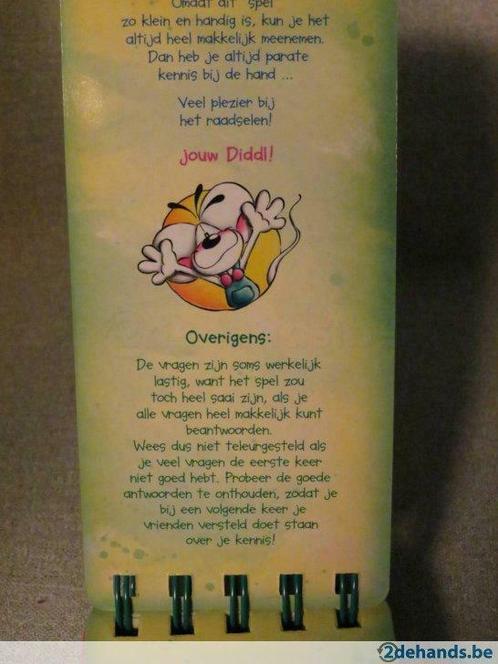 Omdat dit spel
zo klein en handig is, kun je het
altijd heel makkelijk meenemen.
Dan heb je altijd parate
kennis bij de hand ...
Veel plezier bij
het raadselen!
jouw Diddl!
Overigens:
De vragen zijn soms werkelijk
lastig, want het spel zou
toch heel saai zijn, als je
alle vragen heel makkelijk kunt
beantwoorden.
Wees dus niet teleurgesteld als
je veel vragen de eerste keer
niet goed hebt. Probeer de goede
antwoorden te onthouden, zodat je
bij een volgende keer je
vrienden versteld doet staan
over je kennis!
2dehands.be